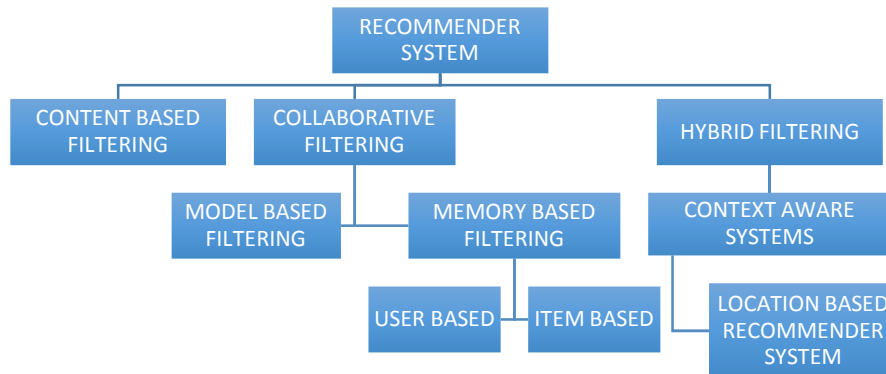 RECOMMENDER
SYSTEM
CONTENT BASED
FILTERING
COLLABORATIVE
FILTERING
HYBRID FILTERING
MODEL BASED
FILTERING
MEMORY BASED
FILTERING
CONTEXT AWARE
SYSTEMS
USER BASED
ITEM BASED
LOCATION BASED
RECOMMENDER
SYSTEM